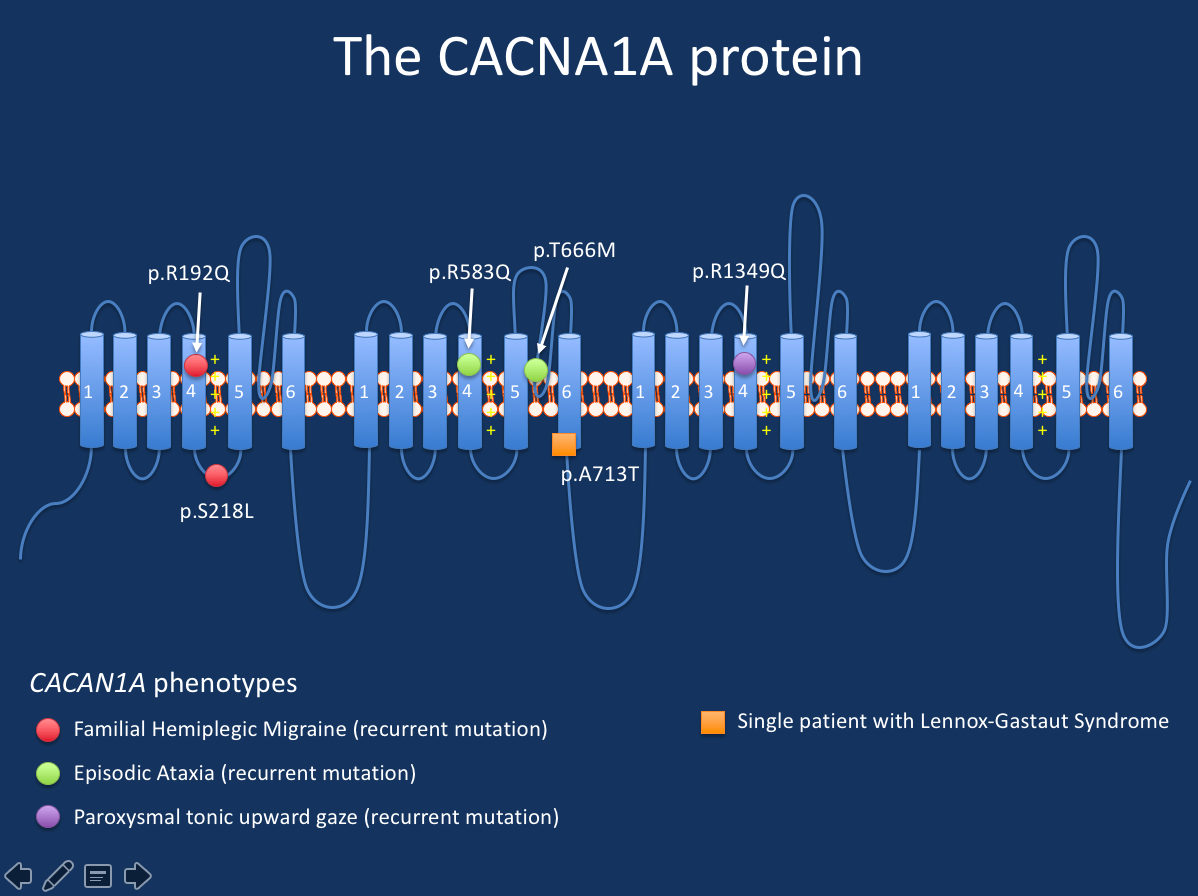 The CACNA1A protein
p.T666M
p.R192Q
p.R583Q
p.R1349Q
+ + + +
1 2 3 4 5 6 1 2 3 4 5 6 1 2 3 4 5 6 1 2 3 4 5 6
+ + + +
+ + + +
p.A713T
p.S218L
CACAN1A phenotypes
Familial Hemiplegic Migraine (recurrent mutation)
Single patient with Lennox-Gastaut Syndrome
Episodic Ataxia (recurrent mutation)
Paroxysmal tonic upward gaze (recurrent mutation)